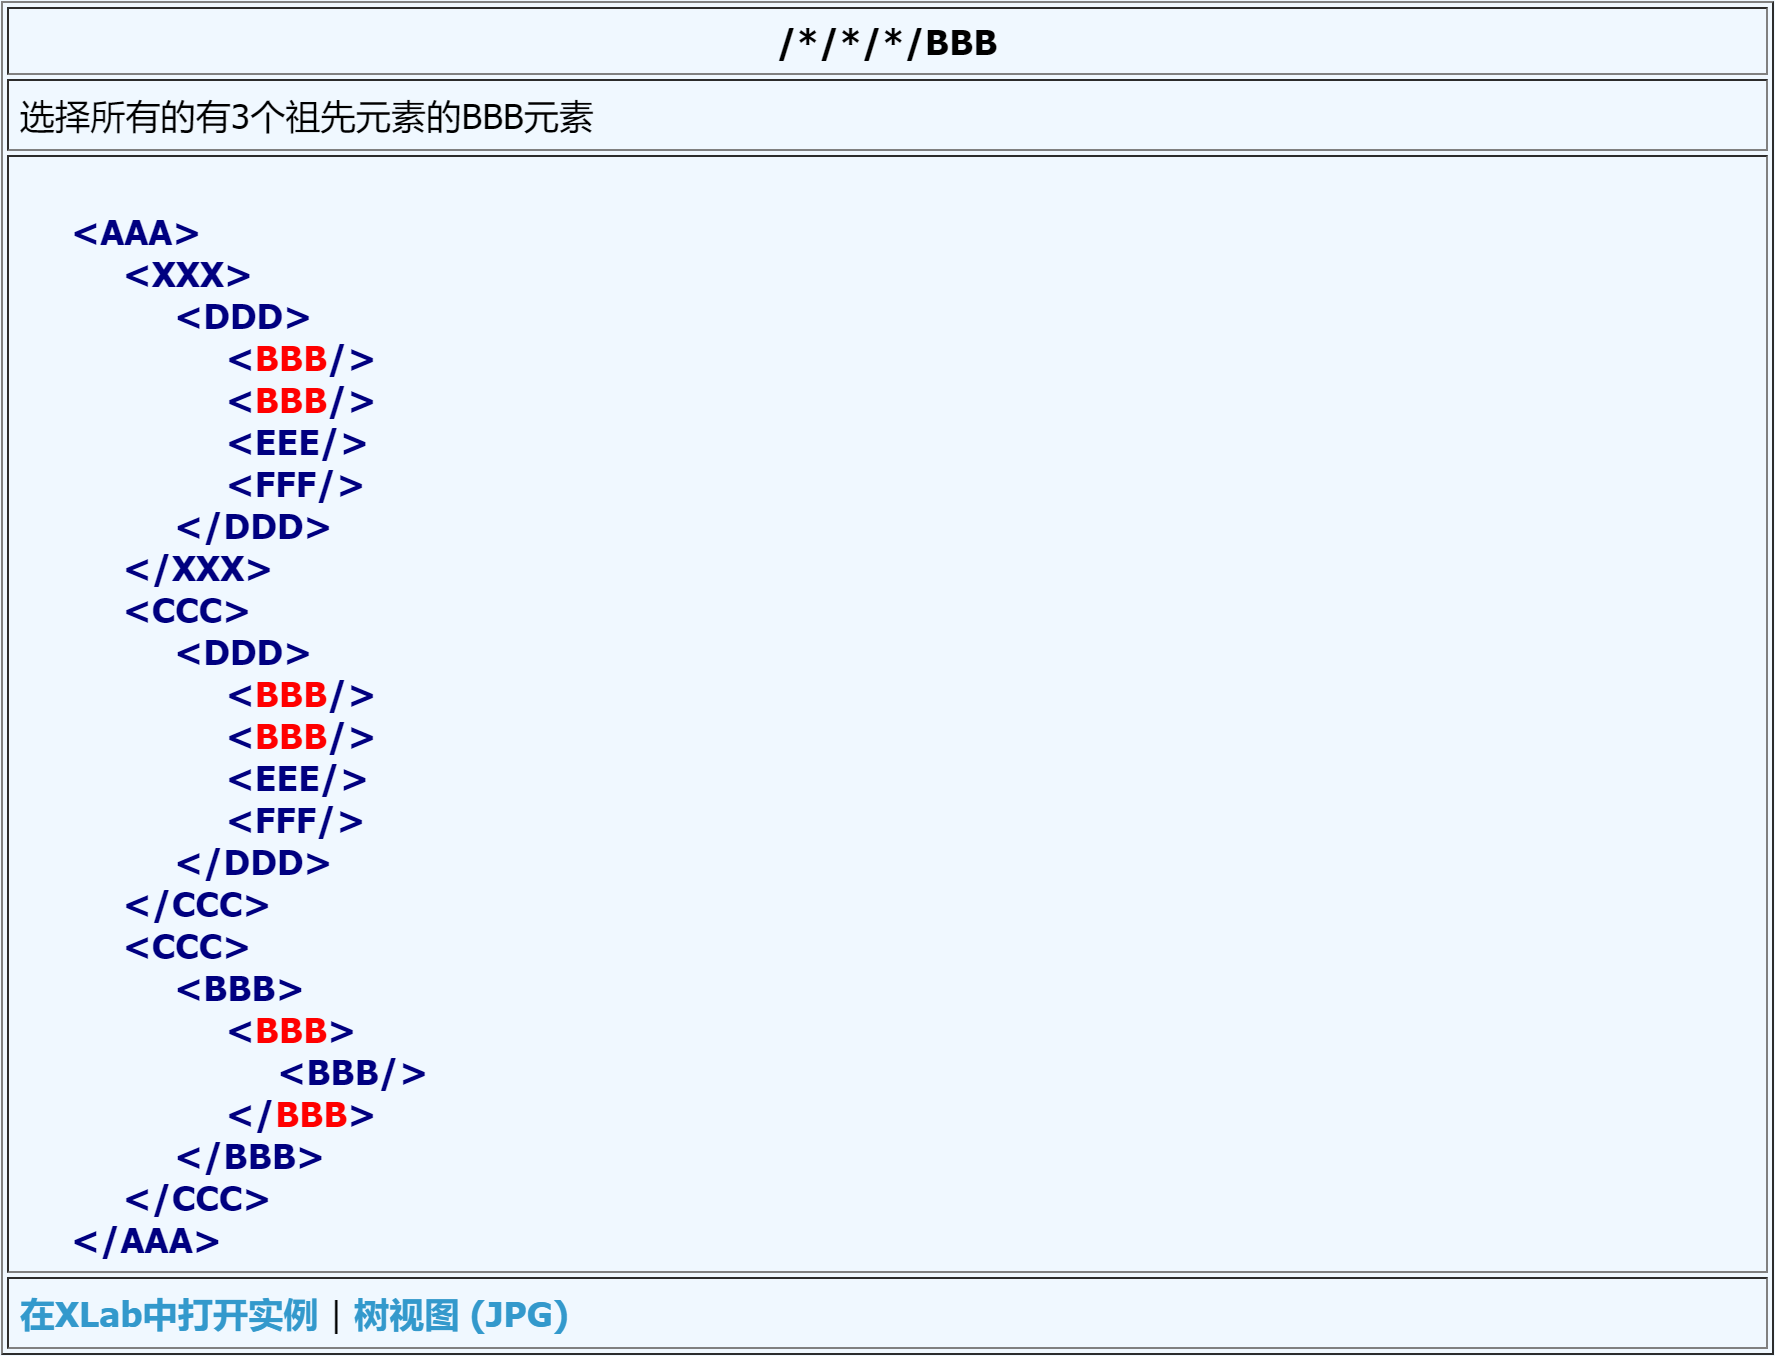 /*/*/*/BBB
选择所有的有3个祖先元素的BBB元素
<AAA>
<XXX>
<DDD>
<BBB/>
<BBB/>
<EEE/>
<FFF/>
</DDD>
</XXX>
<CCC>
<DDD>
<BBB/>
<BBB/>
<EEE/>
<FFF/>
</DDD>
</CCC>
<CCC>
<BBB>
<BBB>
<BBB/>
</BBB>
</BBB>
</CCC>
</AAA>
在XLab中打开实例 | 树视图 (JPG)